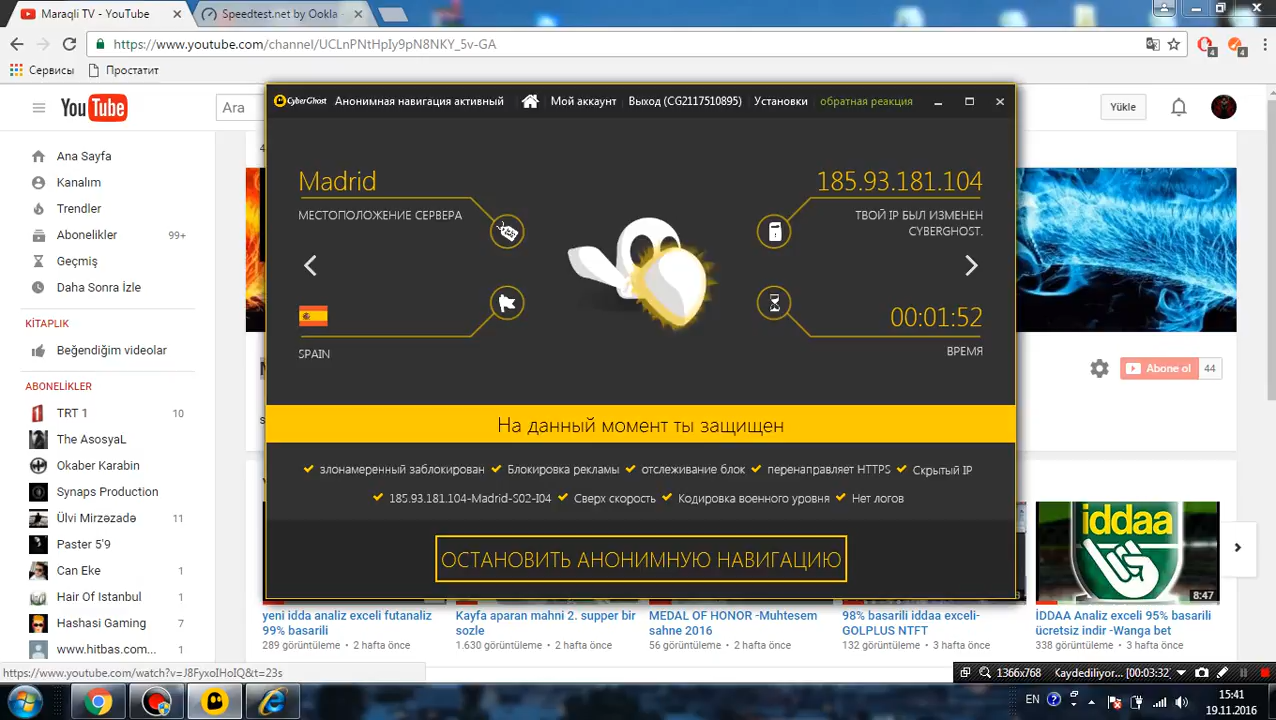 Maraqli TV - YouTube
Speedtest.net by Ookla
https://www.youtube.com/channel/UCLnPNtHpIy9pN8NKY_5v-GA
4
4
Сервисы
Простатит
YouTube
Ara
Yükle
Ana Sayfa
Kanalım
Trendler
Abonelikler 99+
Geçmiş
Daha Sonra İzle
KİTAPLIK
Beğendiğim videolar
ABONELİKLER
TRT 1 10
The AsosyaL
Okaber Karabin
Synaps Production
Ülvi Mirzəzadə 11
Paster 5'9
Can Eke 1
Hair Of Istanbul 1
Hashasi Gaming 7
www.hitbas.com... 1
CyberGhost Анонимная навигация активный Мой аккаунт Выход (CG2117510895) Установки обратная реакция
Madrid
МЕСТОПОЛОЖЕНИЕ СЕРВЕРА
SPAIN
185.93.181.104
ТВОЙ IP БЫЛ ИЗМЕНЕН
CYBERGHOST.
00:01:52
ВРЕМЯ
На данный момент ты защищен
злонамеренный заблокирован Блокировка рекламы отслеживание блок перенаправляет HTTPS Скрытый IP
185.93.181.104-Madrid-S02-I04 Сверх скорость Кодировка военного уровня Нет логов
ОСТАНОВИТЬ АНОНИМНУЮ НАВИГАЦИЮ
Abone ol 44
iddaa
8:47
yeni iddaa analiz exceli futanaliz
99% basarili
289 görüntüleme • 2 hafta önce
Kayfa aparan mahni 2. supper bir
sozle
1.630 görüntüleme • 2 hafta önce
MEDAL OF HONOR -Muhtesem
sahne 2016
56 görüntüleme • 2 hafta önce
98% basarili iddaa exceli-
GOLPLUS NTFT
132 görüntüleme • 3 hafta önce
İDDAA Analiz exceli 95% basarili
ücretsiz indir -Wanga bet
338 görüntüleme • 3 hafta önce
https://www.youtube.com/watch?v=J8FyxoIHoIQ&t=23s
1366x768 Kaydediliyor... [00:03:32]
EN
15:41
19.11.2016